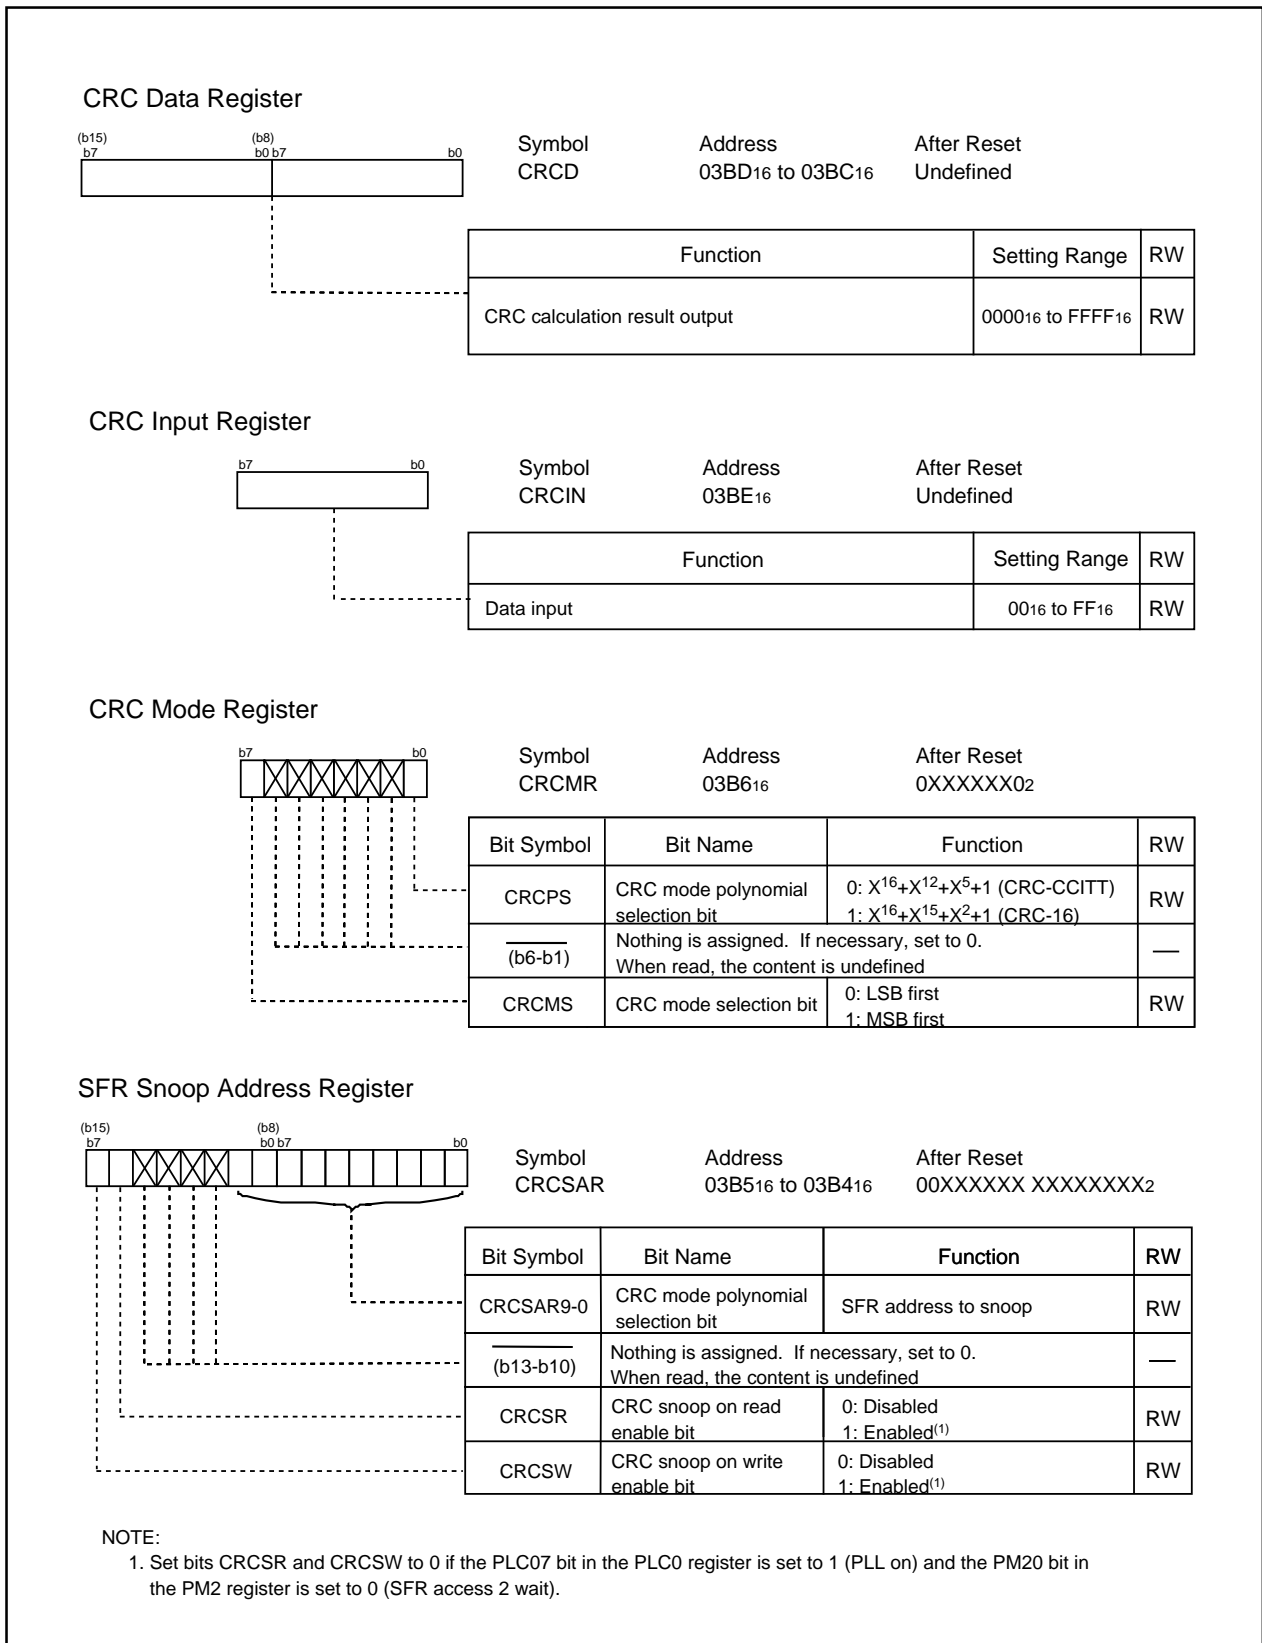 CRC Data Register
(b15) (b8)
b7 b0 b7 b0
Symbol Address After Reset
CRCD 03BD16 to 03BC16 Undefined
Function Setting Range RW
CRC calculation result output 000016 to FFFF16 RW
CRC Input Register
b7 b0
Symbol Address After Reset
CRCIN 03BE16 Undefined
Function Setting Range RW
Data input 0016 to FF16 RW
CRC Mode Register
b7 b0
Symbol Address After Reset
CRCMR 03B616 0XXXXXX02
Bit Symbol Bit Name Function RW
CRCPS CRC mode polynomial selection bit 0: X16+X12+X5+1 (CRC-CCITT) RW
1: X16+X15+X2+1 (CRC-16)
(b6-b1) Nothing is assigned. If necessary, set to 0. —
When read, the content is undefined
CRCMS CRC mode selection bit 0: LSB first RW
1: MSB first
SFR Snoop Address Register
(b15) (b8)
b7 b0 b7 b0
Symbol Address After Reset
CRCSAR 03B516 to 03B416 00XXXXXX XXXXXXXX2
Bit Symbol Bit Name Function RW
CRCSAR9-0 CRC mode polynomial selection bit SFR address to snoop RW
(b13-b10) Nothing is assigned. If necessary, set to 0. —
When read, the content is undefined
CRCSR CRC snoop on read enable bit 0: Disabled RW
1: Enabled(1)
CRCSW CRC snoop on write enable bit 0: Disabled RW
1: Enabled(1)
NOTE:
1. Set bits CRCSR and CRCSW to 0 if the PLC07 bit in the PLC0 register is set to 1 (PLL on) and the PM20 bit in
the PM2 register is set to 0 (SFR access 2 wait).